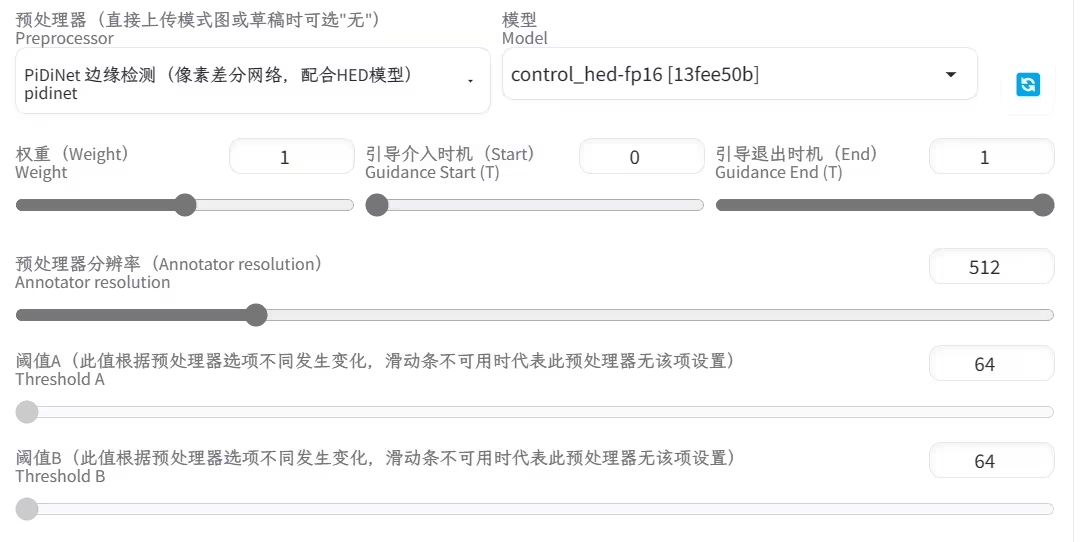 预处理器（直接上传模式图或草稿时可选"无"）
Preprocessor
PiDiNet 边缘检测（像素差分网络，配合HED模型）
pidinet
模型
Model
control_hed-fp16 [13fee50b]
权重（Weight）
Weight
1
引导介入时机（Start）
Guidance Start (T)
0
引导退出时机（End）
Guidance End (T)
1
预处理器分辨率（Annotator resolution）
Annotator resolution
512
阈值A（此值根据预处理器选项不同发生变化，滑动条不可用时代表此预处理器无该项设置）
Threshold A
64
阈值B（此值根据预处理器选项不同发生变化，滑动条不可用时代表此预处理器无该项设置）
Threshold B
64